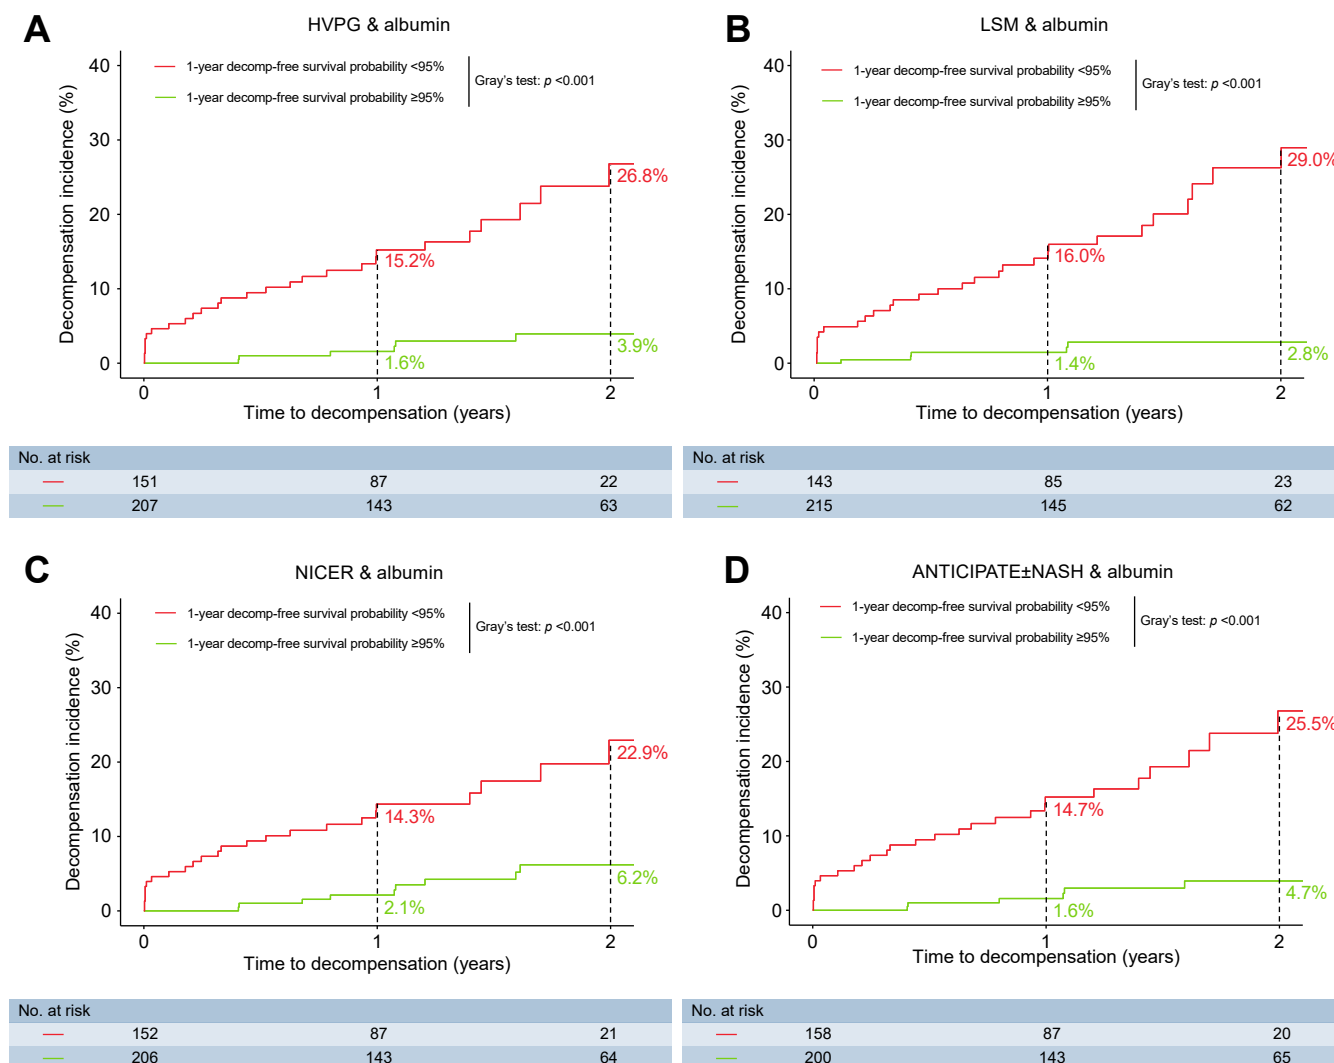 A
HVPG & albumin
1-year decomp-free survival probability <95%
1-year decomp-free survival probability ≥95%
Gray's test: p <0.001
Decompensation incidence (%)
40
30
20
10
0
26.8%
15.2%
3.9%
1.6%
0
1
2
Time to decompensation (years)
No. at risk
151 87 22
207 143 63
B
LSM & albumin
1-year decomp-free survival probability <95%
1-year decomp-free survival probability ≥95%
Gray's test: p <0.001
Decompensation incidence (%)
40
30
20
10
0
29.0%
16.0%
2.8%
1.4%
0
1
2
Time to decompensation (years)
No. at risk
143 85 23
215 145 62
C
NICER & albumin
1-year decomp-free survival probability <95%
1-year decomp-free survival probability ≥95%
Gray's test: p <0.001
Decompensation incidence (%)
40
30
20
10
0
22.9%
14.3%
6.2%
2.1%
0
1
2
Time to decompensation (years)
No. at risk
152 87 21
206 143 64
D
ANTICIPATE±NASH & albumin
1-year decomp-free survival probability <95%
1-year decomp-free survival probability ≥95%
Gray's test: p <0.001
Decompensation incidence (%)
40
30
20
10
0
25.5%
14.7%
4.7%
1.6%
0
1
2
Time to decompensation (years)
No. at risk
158 87 20
200 143 65